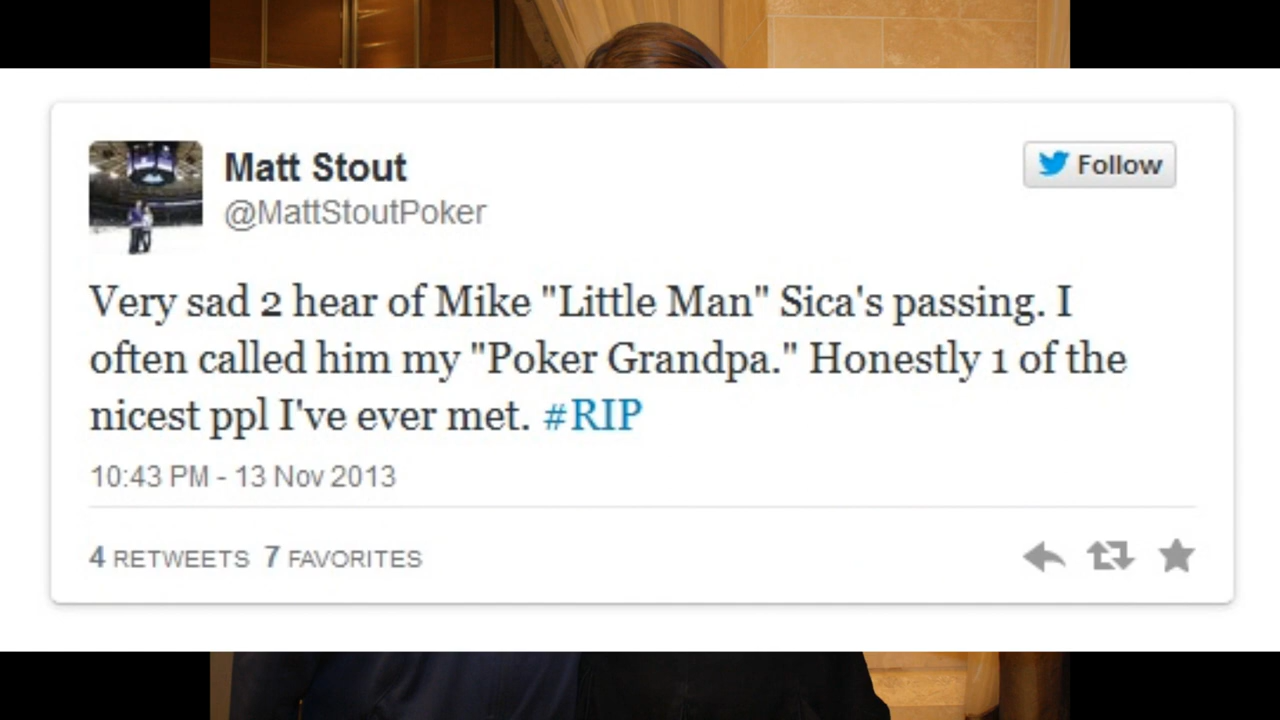 Matt Stout
@MattStoutPoker
Follow
Very sad 2 hear of Mike "Little Man" Sica's passing. I
often called him my "Poker Grandpa." Honestly 1 of the
nicest ppl I've ever met. #RIP
10:43 PM - 13 Nov 2013
4 RETWEETS 7 FAVORITES